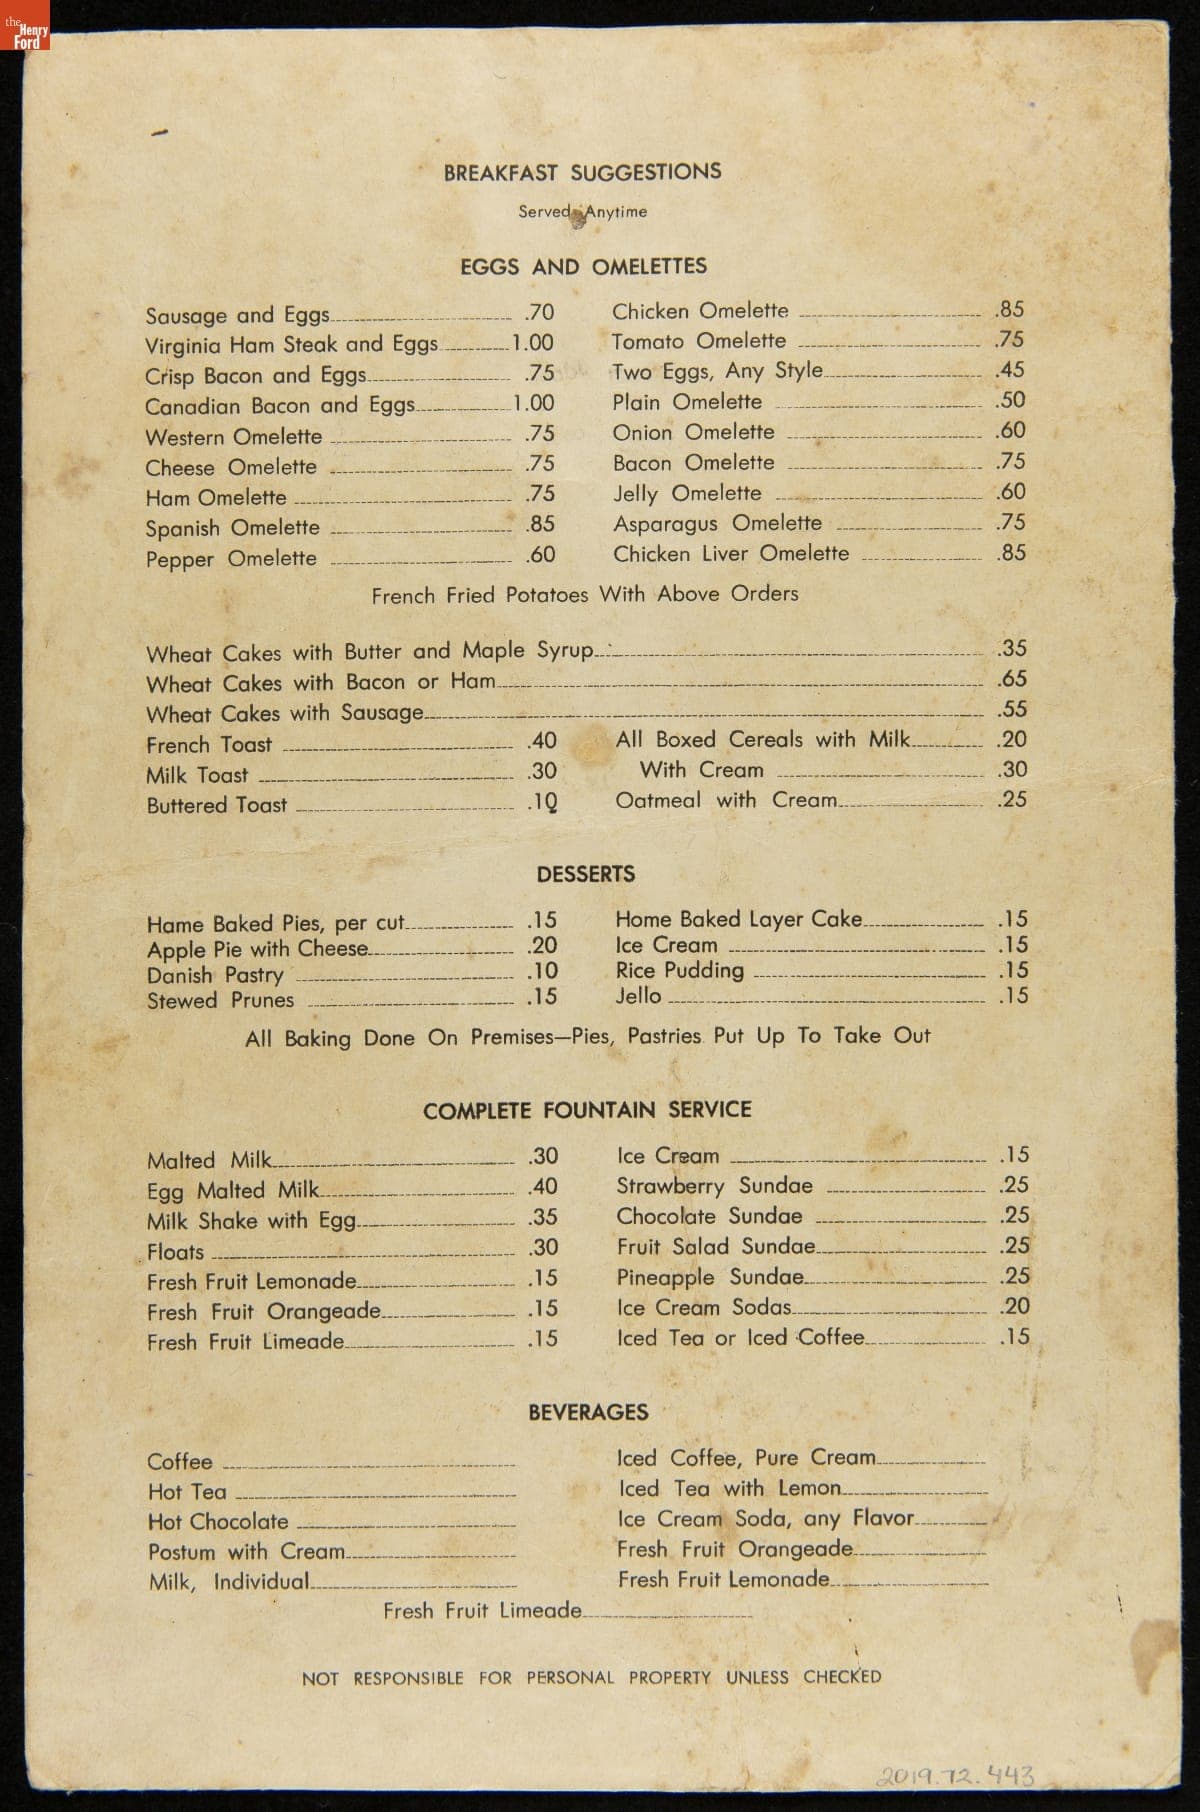 the
Henry
Ford
BREAKFAST SUGGESTIONS
Served Anytime
EGGS AND OMELETTES
Sausage and Eggs .70
Virginia Ham Steak and Eggs 1.00
Crisp Bacon and Eggs .75
Canadian Bacon and Eggs 1.00
Western Omelette .75
Cheese Omelette .75
Ham Omelette .75
Spanish Omelette .85
Pepper Omelette .60
Chicken Omelette .85
Tomato Omelette .75
Two Eggs, Any Style .45
Plain Omelette .50
Onion Omelette .60
Bacon Omelette .75
Jelly Omelette .60
Asparagus Omelette .75
Chicken Liver Omelette .85
French Fried Potatoes With Above Orders
Wheat Cakes with Butter and Maple Syrup .35
Wheat Cakes with Bacon or Ham .65
Wheat Cakes with Sausage .55
French Toast .40
Milk Toast .30
Buttered Toast .10
All Boxed Cereals with Milk .20
With Cream .30
Oatmeal with Cream .25
DESSERTS
Hame Baked Pies, per cut .15
Apple Pie with Cheese .20
Danish Pastry .10
Stewed Prunes .15
Home Baked Layer Cake .15
Ice Cream .15
Rice Pudding .15
Jello .15
All Baking Done On Premises—Pies, Pastries Put Up To Take Out
COMPLETE FOUNTAIN SERVICE
Malted Milk .30
Egg Malted Milk .40
Milk Shake with Egg .35
Floats .30
Fresh Fruit Lemonade .15
Fresh Fruit Orangeade .15
Fresh Fruit Limeade .15
Ice Cream .15
Strawberry Sundae .25
Chocolate Sundae .25
Fruit Salad Sundae .25
Pineapple Sundae .25
Ice Cream Sodas .20
Iced Tea or Iced Coffee .15
BEVERAGES
Coffee
Hot Tea
Hot Chocolate
Postum with Cream
Milk, Individual
Iced Coffee, Pure Cream
Iced Tea with Lemon
Ice Cream Soda, any Flavor
Fresh Fruit Orangeade
Fresh Fruit Lemonade
Fresh Fruit Limeade
NOT RESPONSIBLE FOR PERSONAL PROPERTY UNLESS CHECKED
2019.72.443